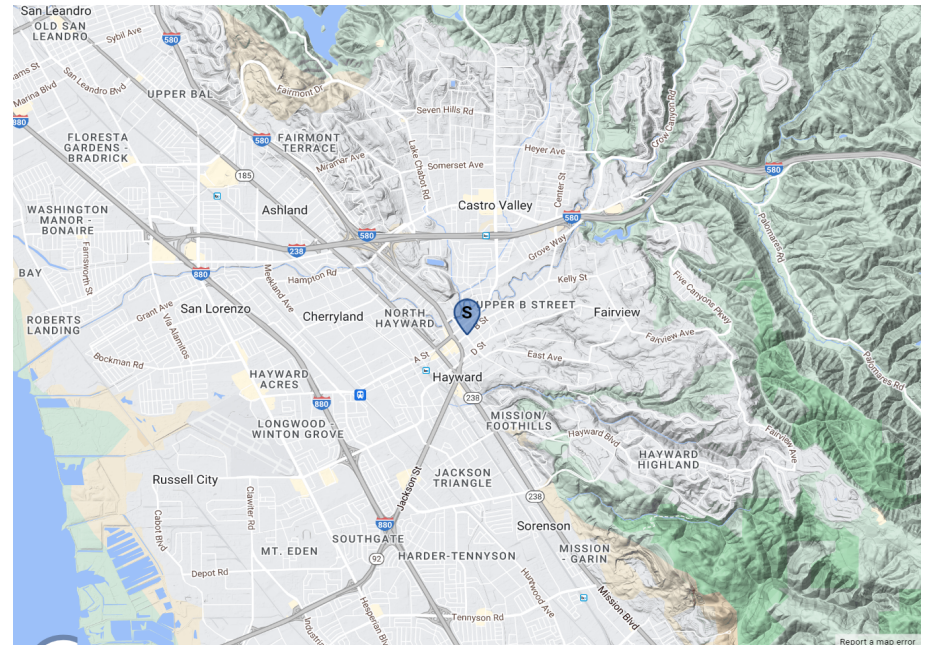 San Leandro
OLD SAN
LEANDRO
Sybil Ave
580
ams St
San Leandro Blvd
Marina Blvd
880
UPPER BAL
Fairmont Dr
580
FLORESTA
GARDENS -
BRADRICK
FAIRMONT
TERRACE
Miramar Ave
185
Seven Hills Rd
Lake Chabot Rd
Somerset Ave
Heyer Ave
Center St
Crow Canyon Rd
580
WASHINGTON
MANOR -
BONAIRE
Ashland
Castro Valley
580
580
Palomares Rd
238
Grove Way
BAY
Farnsworth St
880
Meekland Ave
Hampton Rd
Kelly St
Five Canyons Pkwy
Grant Ave
San Lorenzo
Cherryland
NORTH
HAYWARD
S
UPPER B STREET
B St
Fairview
Fairview Ave
ROBERTS
LANDING
Via Alamitos
Bockman Rd
A St
D St
East Ave
Palomares Rd
Hayward
HAYWARD
ACRES
880
238
LONGWOOD
WINTON GROVE
MISSION/
FOOTHILLS
Hayward Blvd
HAYWARD
HIGHLAND
Fairview Ave
Russell City
Jackson St
JACKSON
TRIANGLE
238
Clawiter Rd
Cabot Blvd
880
Sorenson
SOUTHGATE
MT. EDEN
92
HARDER-TENNYSON
MISSION
- GARIN
Depot Rd
Huntwood Ave
Mission Blvd
Hesperian Blvd
Tennyson Rd
Industri
Report a map error